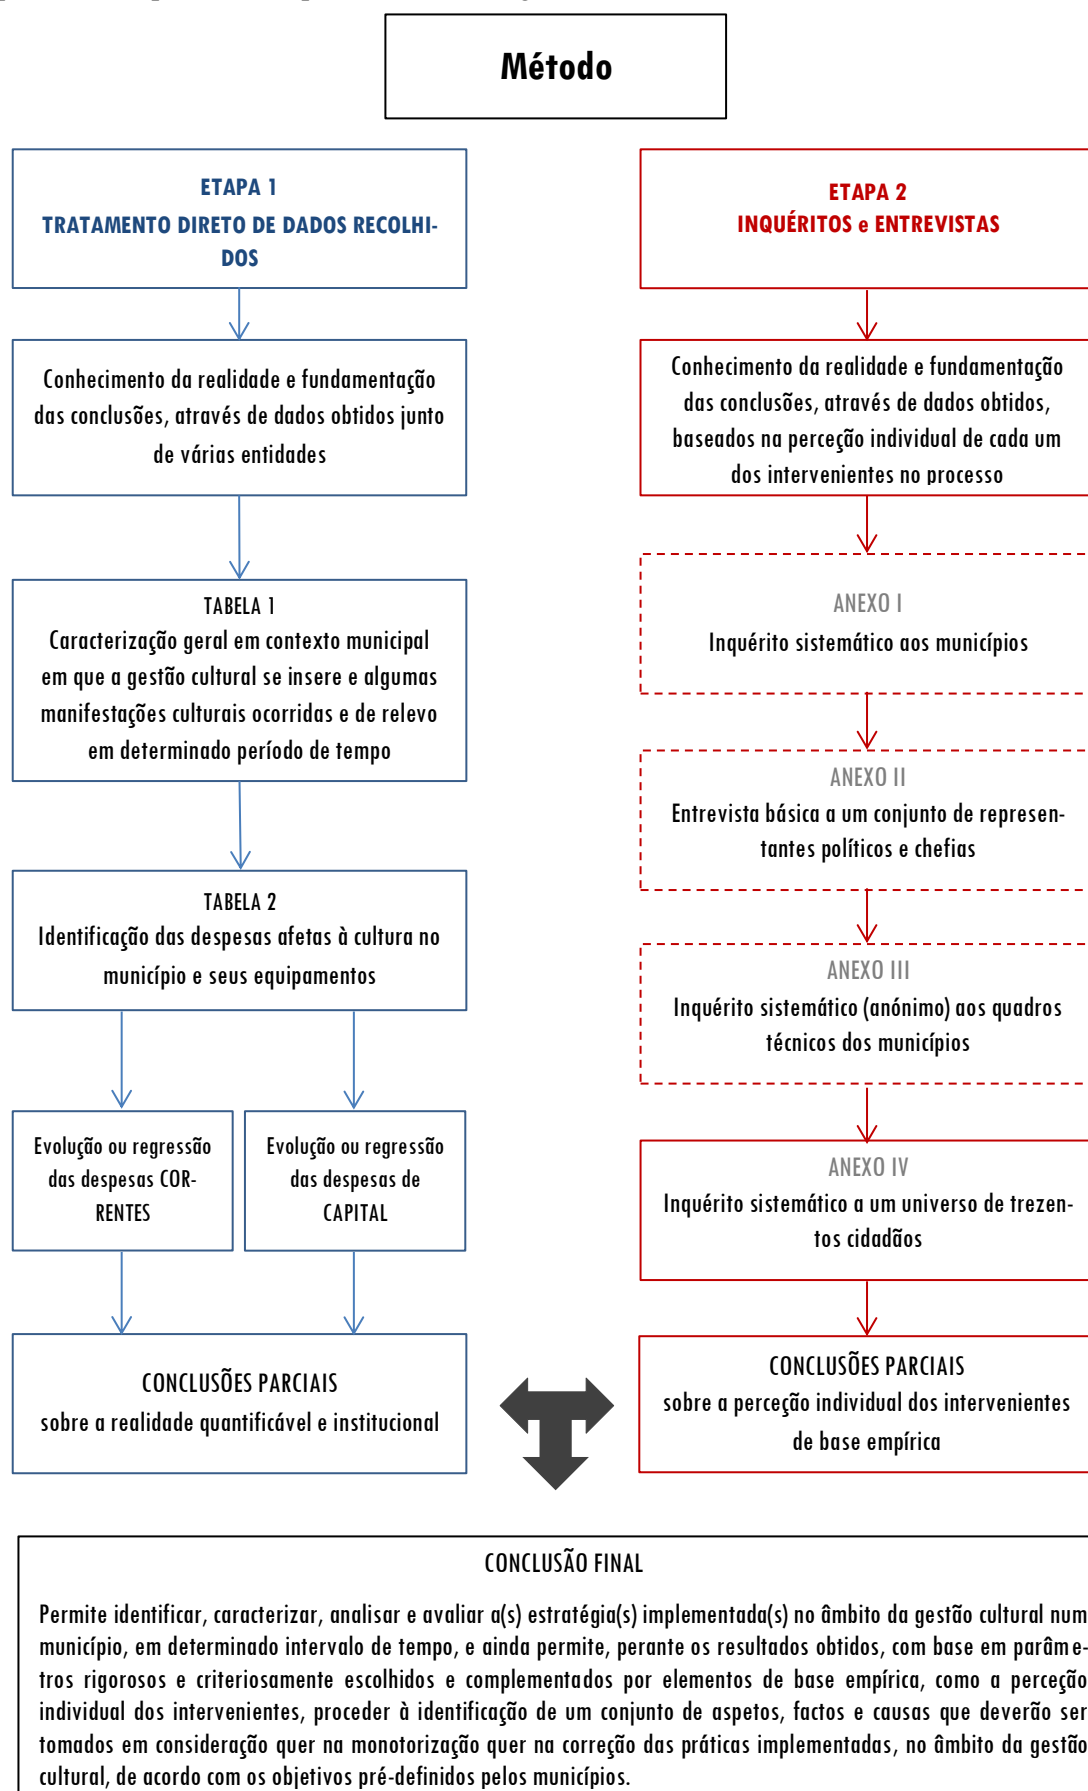 Método
ETAPA 1
TRATAMENTO DIRETO DE DADOS RECOLHI-
DOS
Conhecimento da realidade e fundamentação
das conclusões, através de dados obtidos junto
de várias entidades
TABELA 1
Caracterização geral em contexto municipal
em que a gestão cultural se insere e algumas
manifestações culturais ocorridas e de relevo
em determinado período de tempo
TABELA 2
Identificação das despesas afetas à cultura no
município e seus equipamentos
Evolução ou regressão
das despesas COR-
RENTES
Evolução ou regressão
das despesas de
CAPITAL
CONCLUSÕES PARCIAIS
sobre a realidade quantificável e institucional
ETAPA 2
INQUÉRITOS e ENTREVISTAS
Conhecimento da realidade e fundamentação
das conclusões, através de dados obtidos,
baseados na perceção individual de cada um
dos intervenientes no processo
ANEXO I
Inquérito sistemático aos municípios
ANEXO II
Entrevista básica a um conjunto de represen-
tantes políticos e chefias
ANEXO III
Inquérito sistemático (anónimo) aos quadros
técnicos dos municípios
ANEXO IV
Inquérito sistemático a um universo de trezen-
tos cidadãos
CONCLUSÕES PARCIAIS
sobre a perceção individual dos intervenientes
de base empírica
CONCLUSÃO FINAL
Permite identificar, caracterizar, analisar e avaliar a(s) estratégia(s) implementada(s) no âmbito da gestão cultural num
município, em determinado intervalo de tempo, e ainda permite, perante os resultados obtidos, com base em parâme-
tros rigorosos e criteriosamente escolhidos e complementados por elementos de base empírica, como a perceção
individual dos intervenientes, proceder à identificação de um conjunto de aspetos, factos e causas que deverão ser
tomados em consideração quer na monotorização quer na correção das práticas implementadas, no âmbito da gestão
cultural, de acordo com os objetivos pré-definidos pelos municípios.